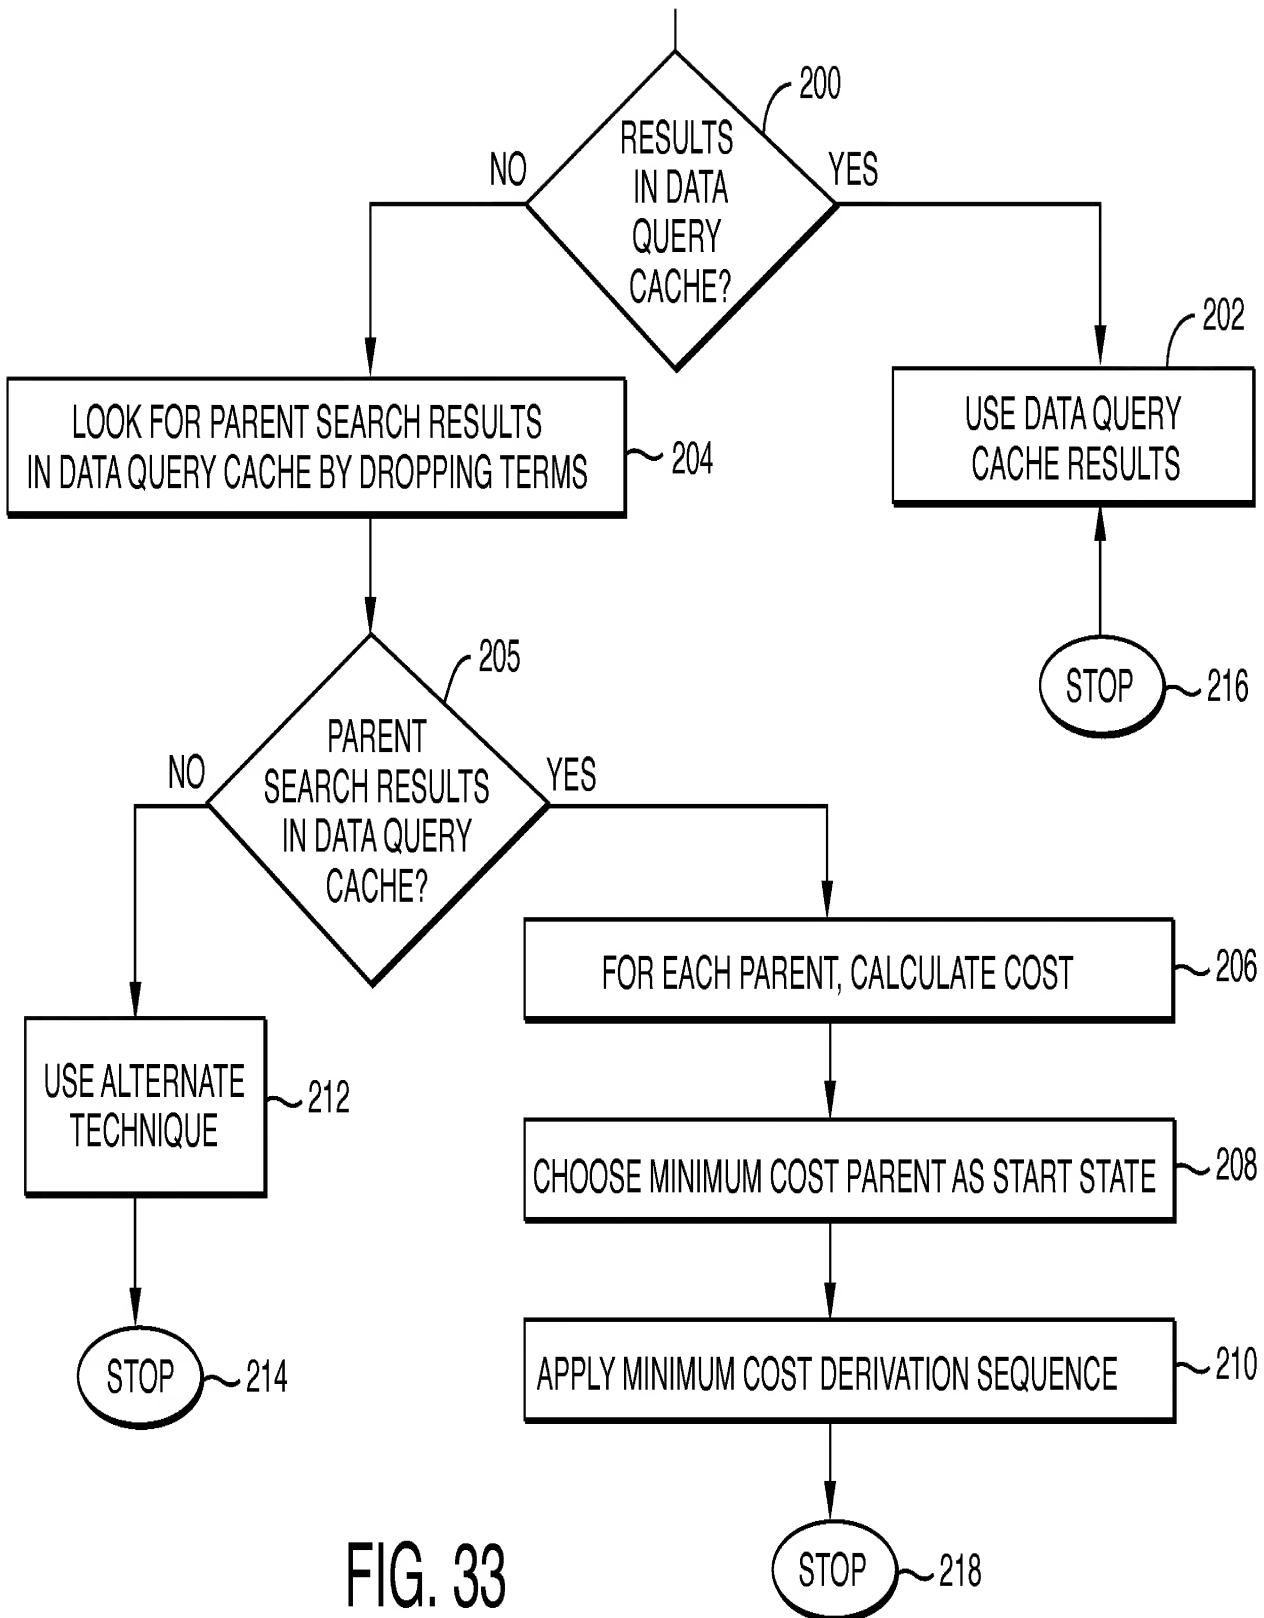 200
RESULTS
IN DATA
QUERY
CACHE?
NO
YES
202
USE DATA QUERY
CACHE RESULTS
LOOK FOR PARENT SEARCH RESULTS
IN DATA QUERY CACHE BY DROPPING TERMS
204
STOP
216
205
PARENT
SEARCH RESULTS
IN DATA QUERY
CACHE?
NO
YES
FOR EACH PARENT, CALCULATE COST
206
USE ALTERNATE
TECHNIQUE
212
CHOOSE MINIMUM COST PARENT AS START STATE
208
APPLY MINIMUM COST DERIVATION SEQUENCE
210
STOP
214
STOP
218
FIG. 33